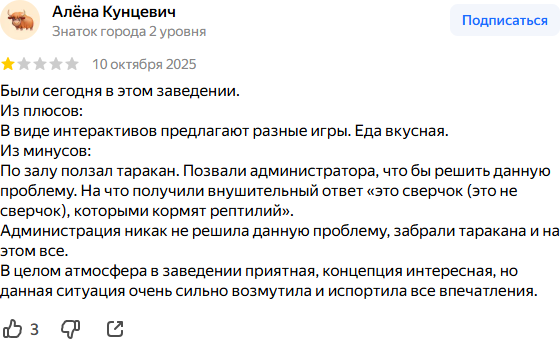 Алёна Кунцевич
Знаток города 2 уровня
Подписаться
10 октября 2025
Были сегодня в этом заведении.
Из плюсов:
В виде интерактивов предлагают разные игры. Еда вкусная.
Из минусов:
По залу ползал таракан. Позвали администратора, что бы решить данную
проблему. На что получили внушительный ответ «это сверчок (это не
сверчок), которыми кормят рептилий».
Администрация никак не решила данную проблему, забрали таракана и на
этом все.
В целом атмосфера в заведении приятная, концепция интересная, но
данная ситуация очень сильно возмутила и испортила все впечатления.
3